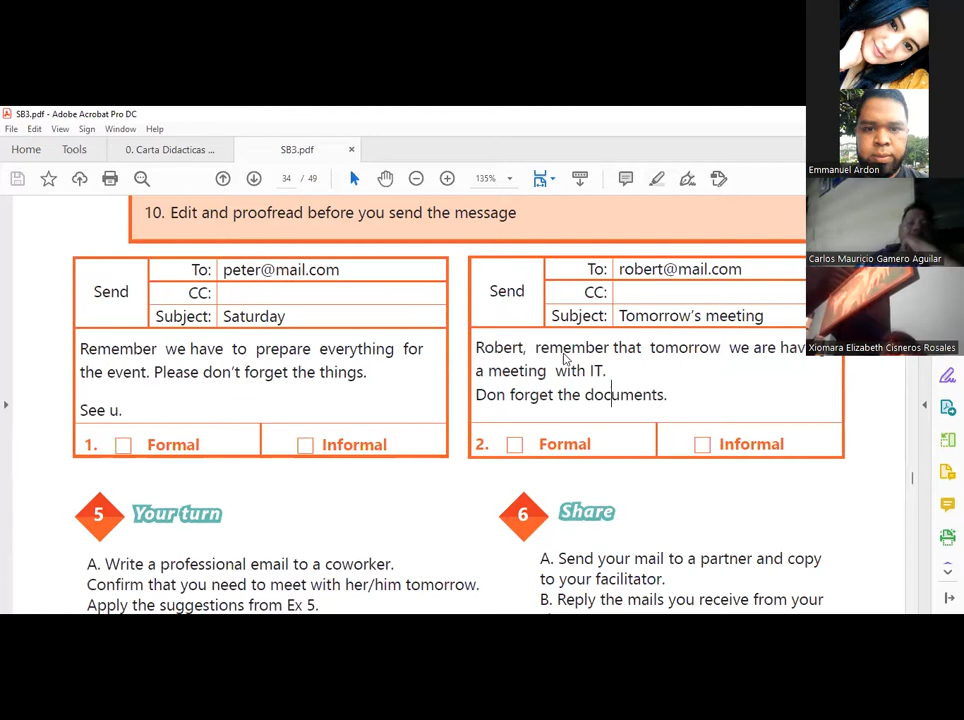 SB3.pdf - Adobe Acrobat Pro DC
File Edit View Sign Window Help
Home Tools 0. Carta Didacticas ... SB3.pdf ×
34 / 49 135%
10. Edit and proofread before you send the message
Send
To: peter@mail.com
CC:
Subject: Saturday
Remember we have to prepare everything for
the event. Please don't forget the things.
See u.
1. Formal Informal
Send
To: robert@mail.com
CC:
Subject: Tomorrow's meeting
Robert, remember that tomorrow we are hav
a meeting with IT.
Don forget the documents.
2. Formal Informal
5 Your turn
A. Write a professional email to a coworker.
Confirm that you need to meet with her/him tomorrow.
Apply the suggestions from Ex 5.
6 Share
A. Send your mail to a partner and copy
to your facilitator.
B. Reply the mails you receive from your
Emmanuel Ardon
Carlos Mauricio Gamero Aguilar
Xiomara Elizabeth Cisneros Rosales